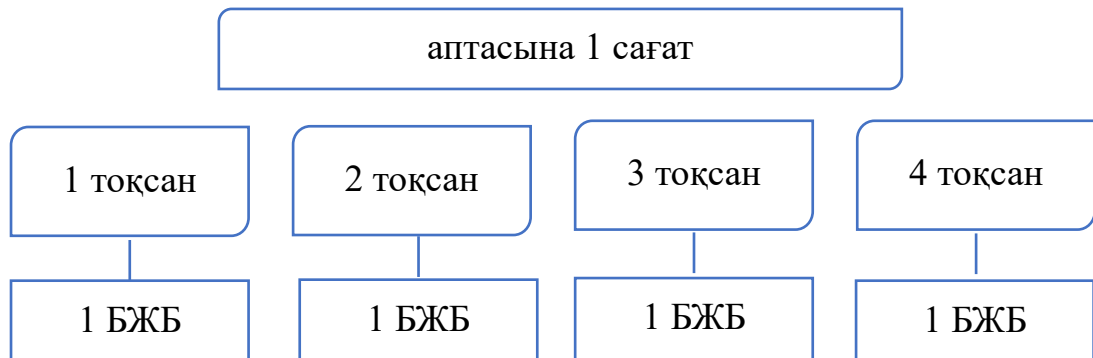 аптасына 1 сағат
1 тоқсан
2 тоқсан
3 тоқсан
4 тоқсан
1 БЖБ
1 БЖБ
1 БЖБ
1 БЖБ